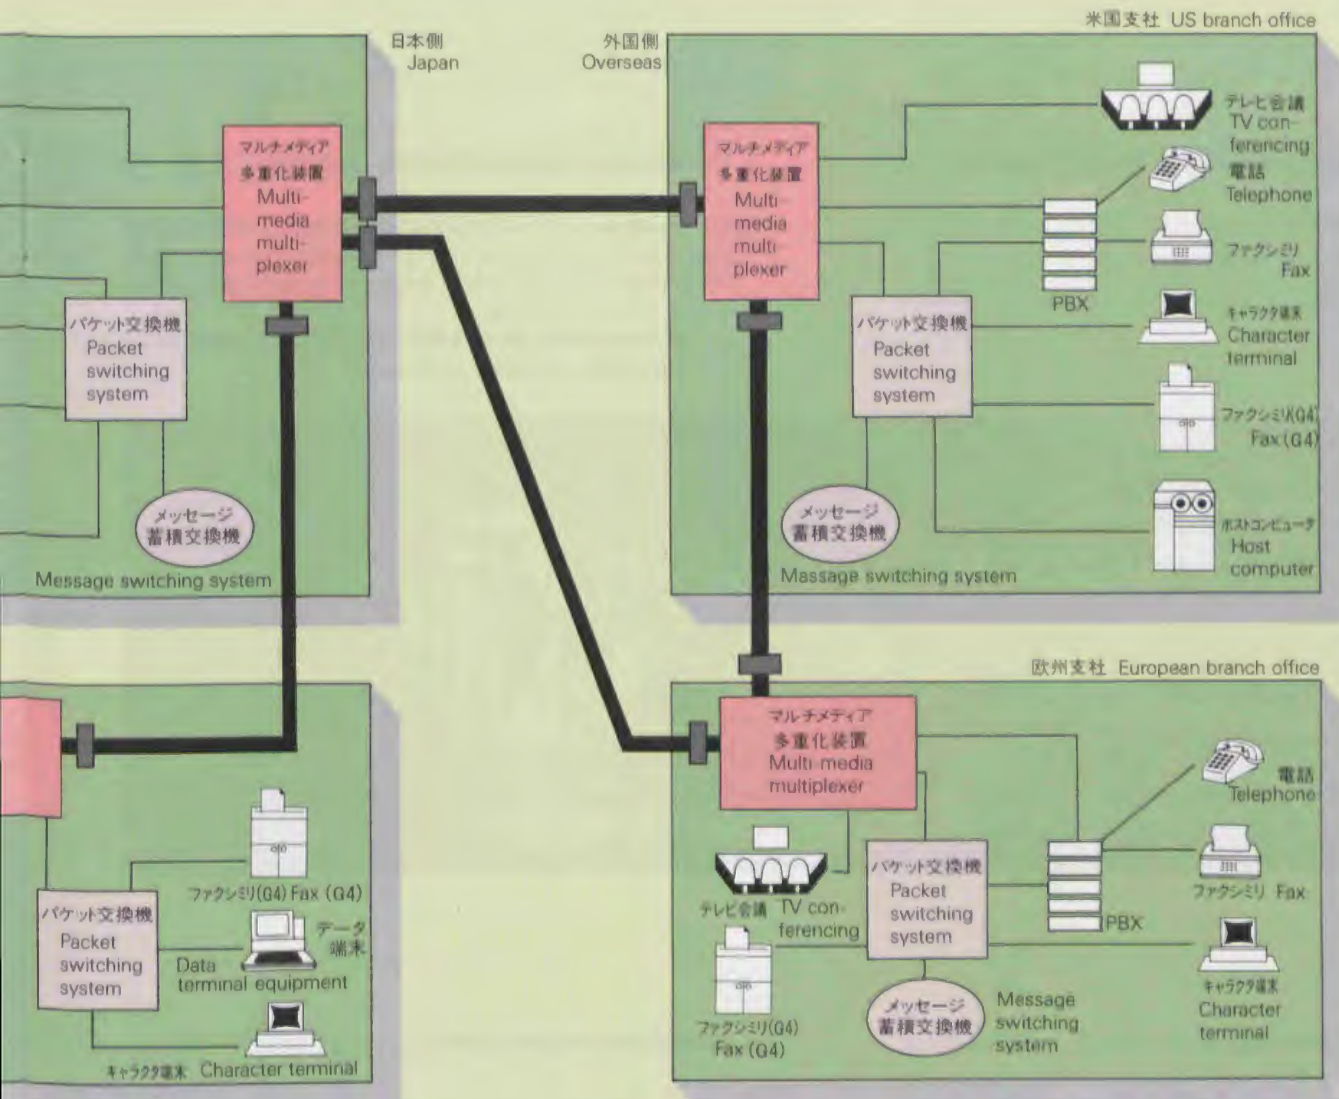 米国支社 US branch office
日本側
Japan
外国側
Overseas
マルチメディア
多重化装置
Multi-
media
multi-
plexer
パケット交換機
Packet
switching
system
メッセージ
蓄積交換機
Message switching system
マルチメディア
多重化装置
Multi-
media
multi-
plexer
テレビ会議
TV con-
ferencing
電話
Telephone
ファクシミリ
Fax
PBX
キャラクタ端末
Character
terminal
パケット交換機
Packet
switching
system
ファクシミリ(G4)
Fax (G4)
ホストコンピュータ
Host
computer
メッセージ
蓄積交換機
Massage switching system
パケット交換機
Packet
switching
system
ファクシミリ(G4) Fax (G4)
データ
端末
Data
terminal equipment
キャラクタ端末 Character terminal
欧州支社 European branch office
マルチメディア
多重化装置
Multi-media
multiplexer
電話
Telephone
テレビ会議 TV con-
ferencing
パケット交換機
Packet
switching
system
ファクシミリ Fax
PBX
ファクシミリ(G4)
Fax (G4)
メッセージ
蓄積交換機
Message
switching
system
キャラクタ端末
Character
terminal